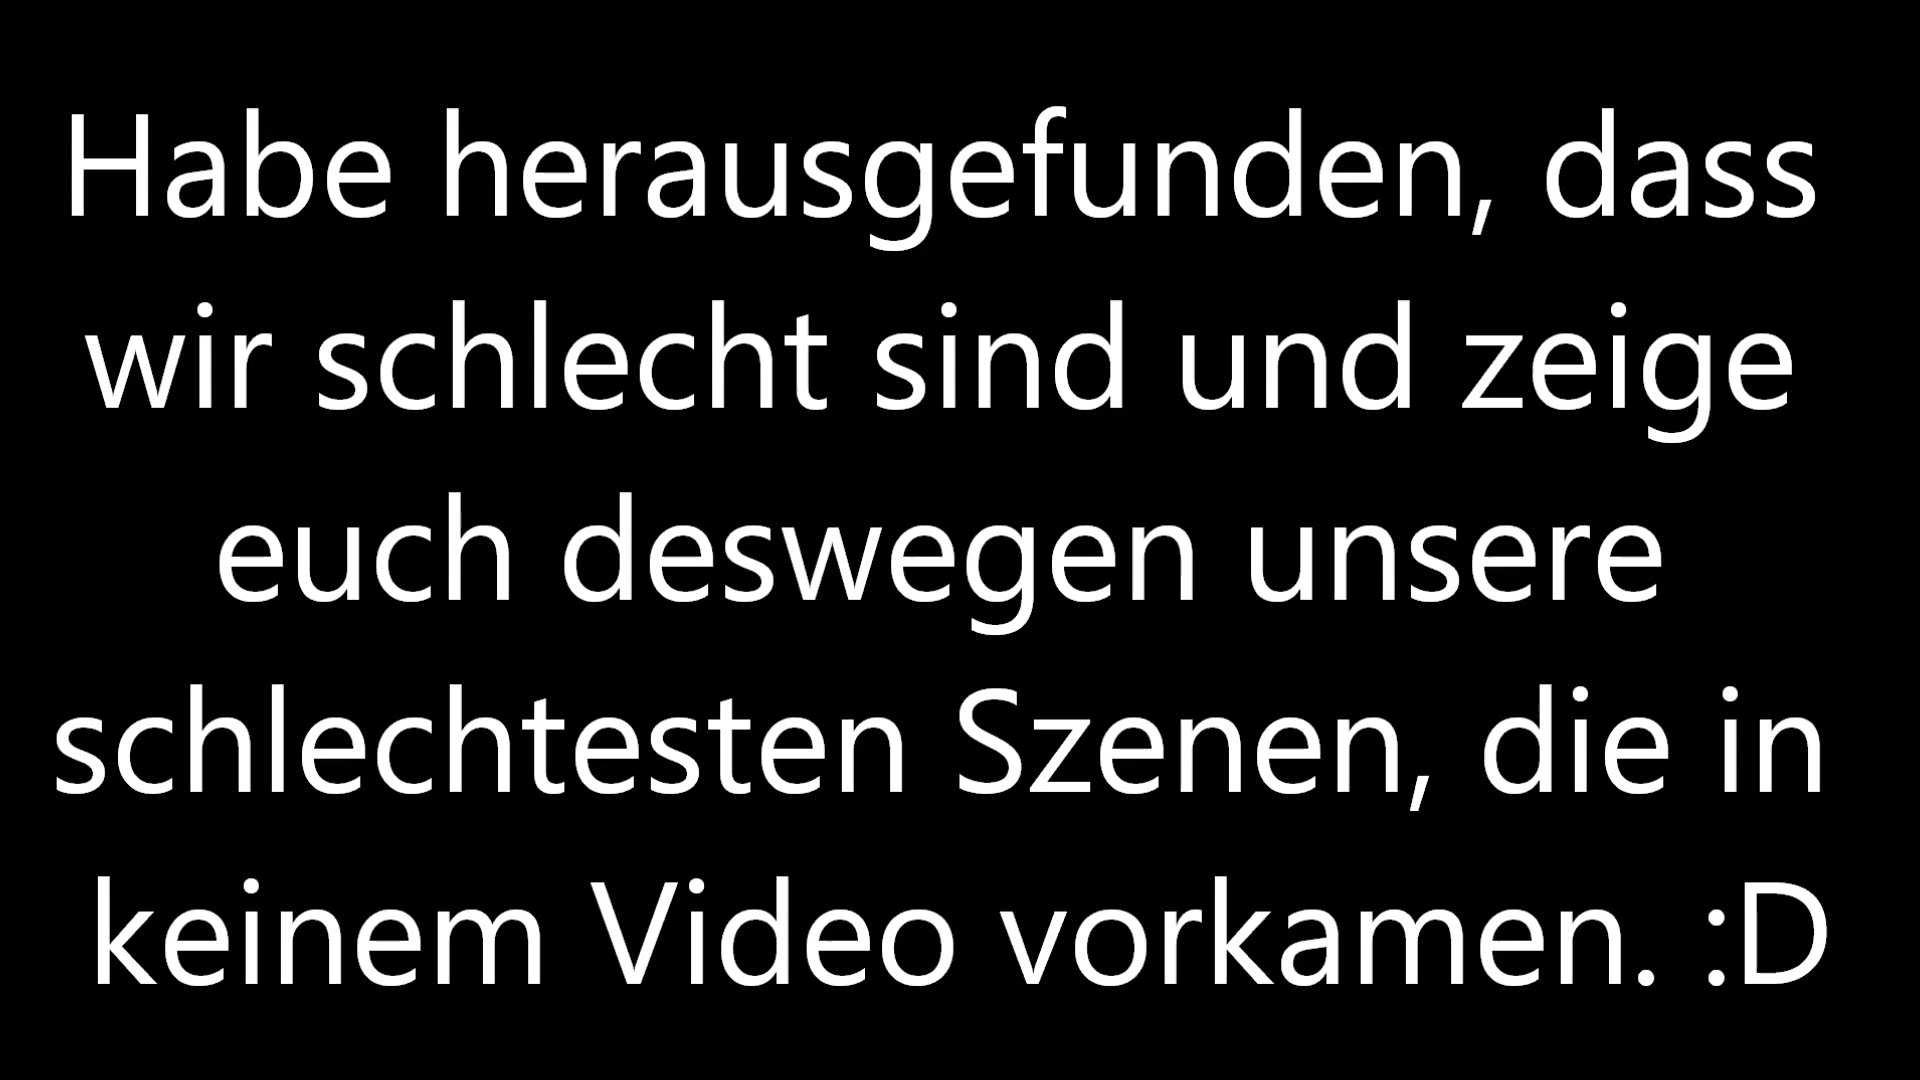 Habe herausgefunden, dass
wir schlecht sind und zeige
euch deswegen unsere
schlechtesten Szenen, die in
keinem Video vorkamen. :D